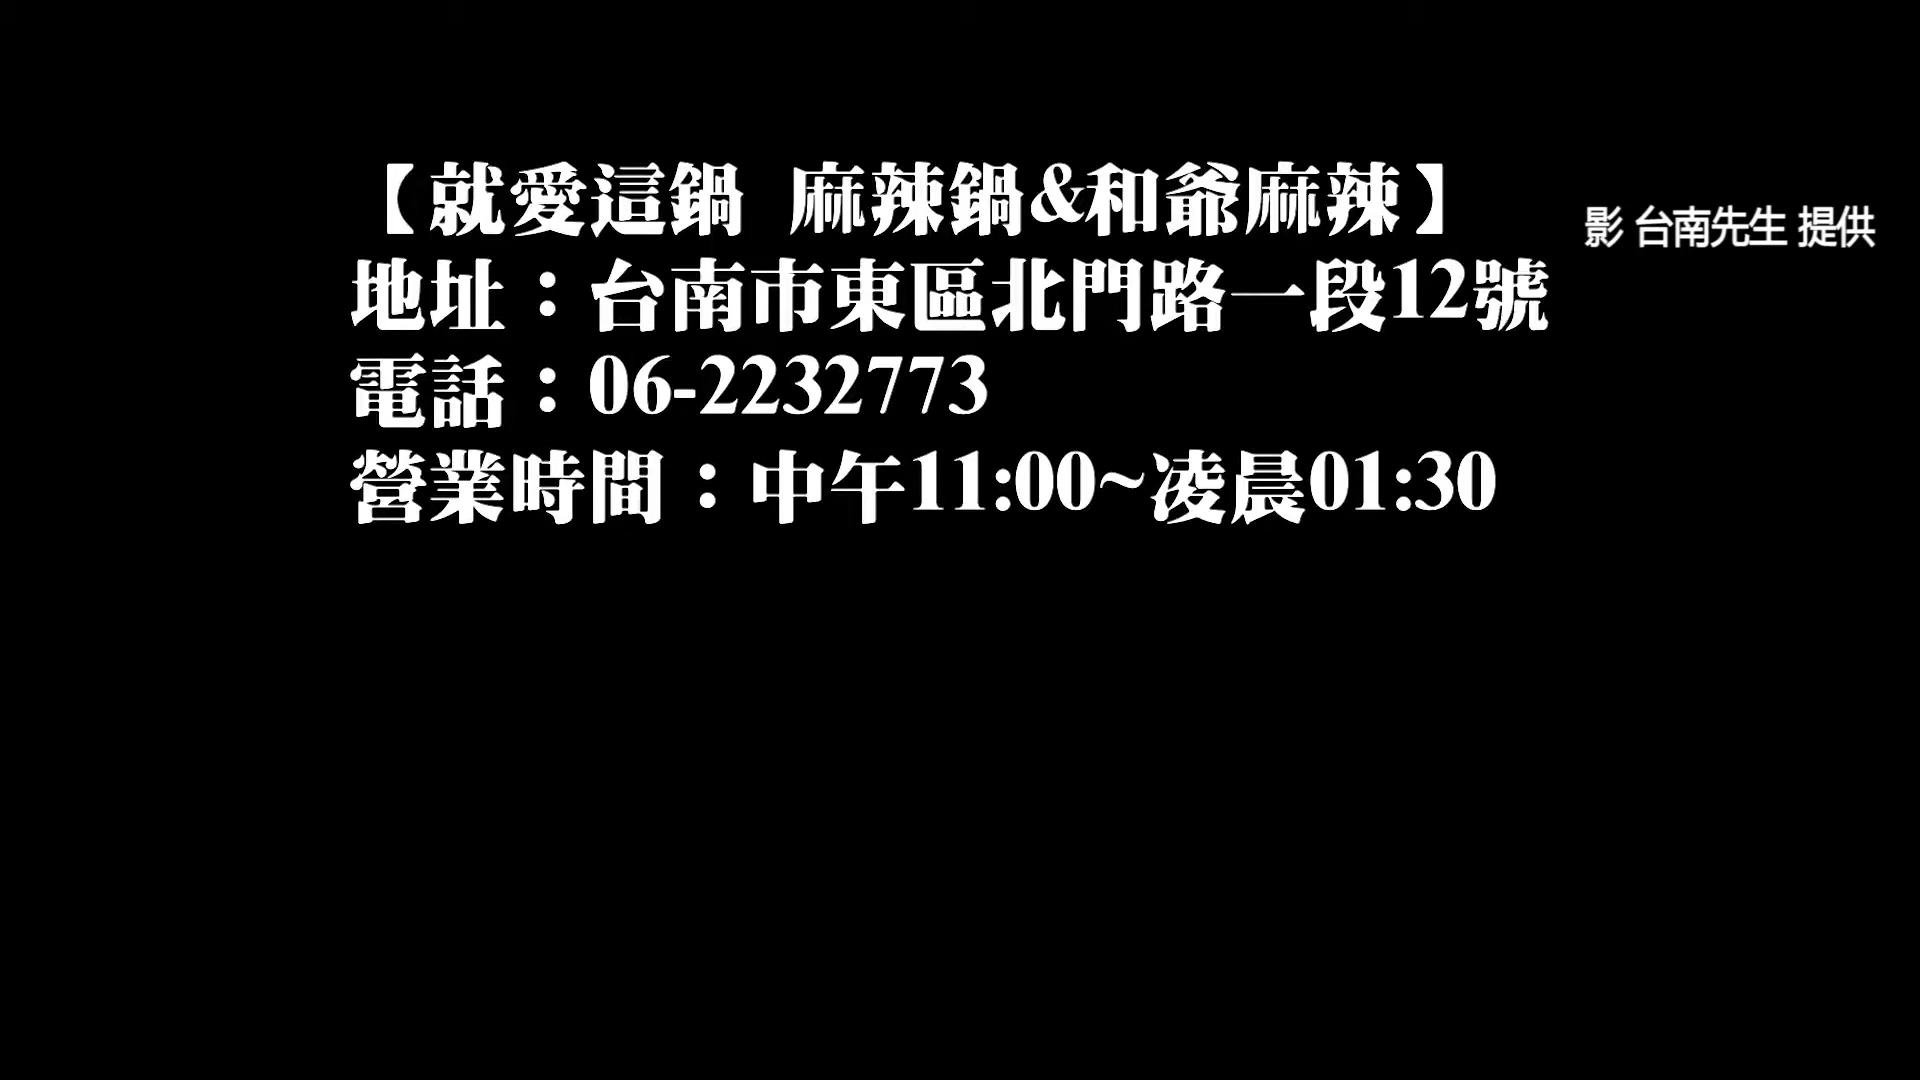 【就愛這鍋 麻辣鍋&和爺麻辣】
影 台南先生 提供
地址：台南市東區北門路一段12號
電話：06-2232773
營業時間：中午11:00~凌晨01:30